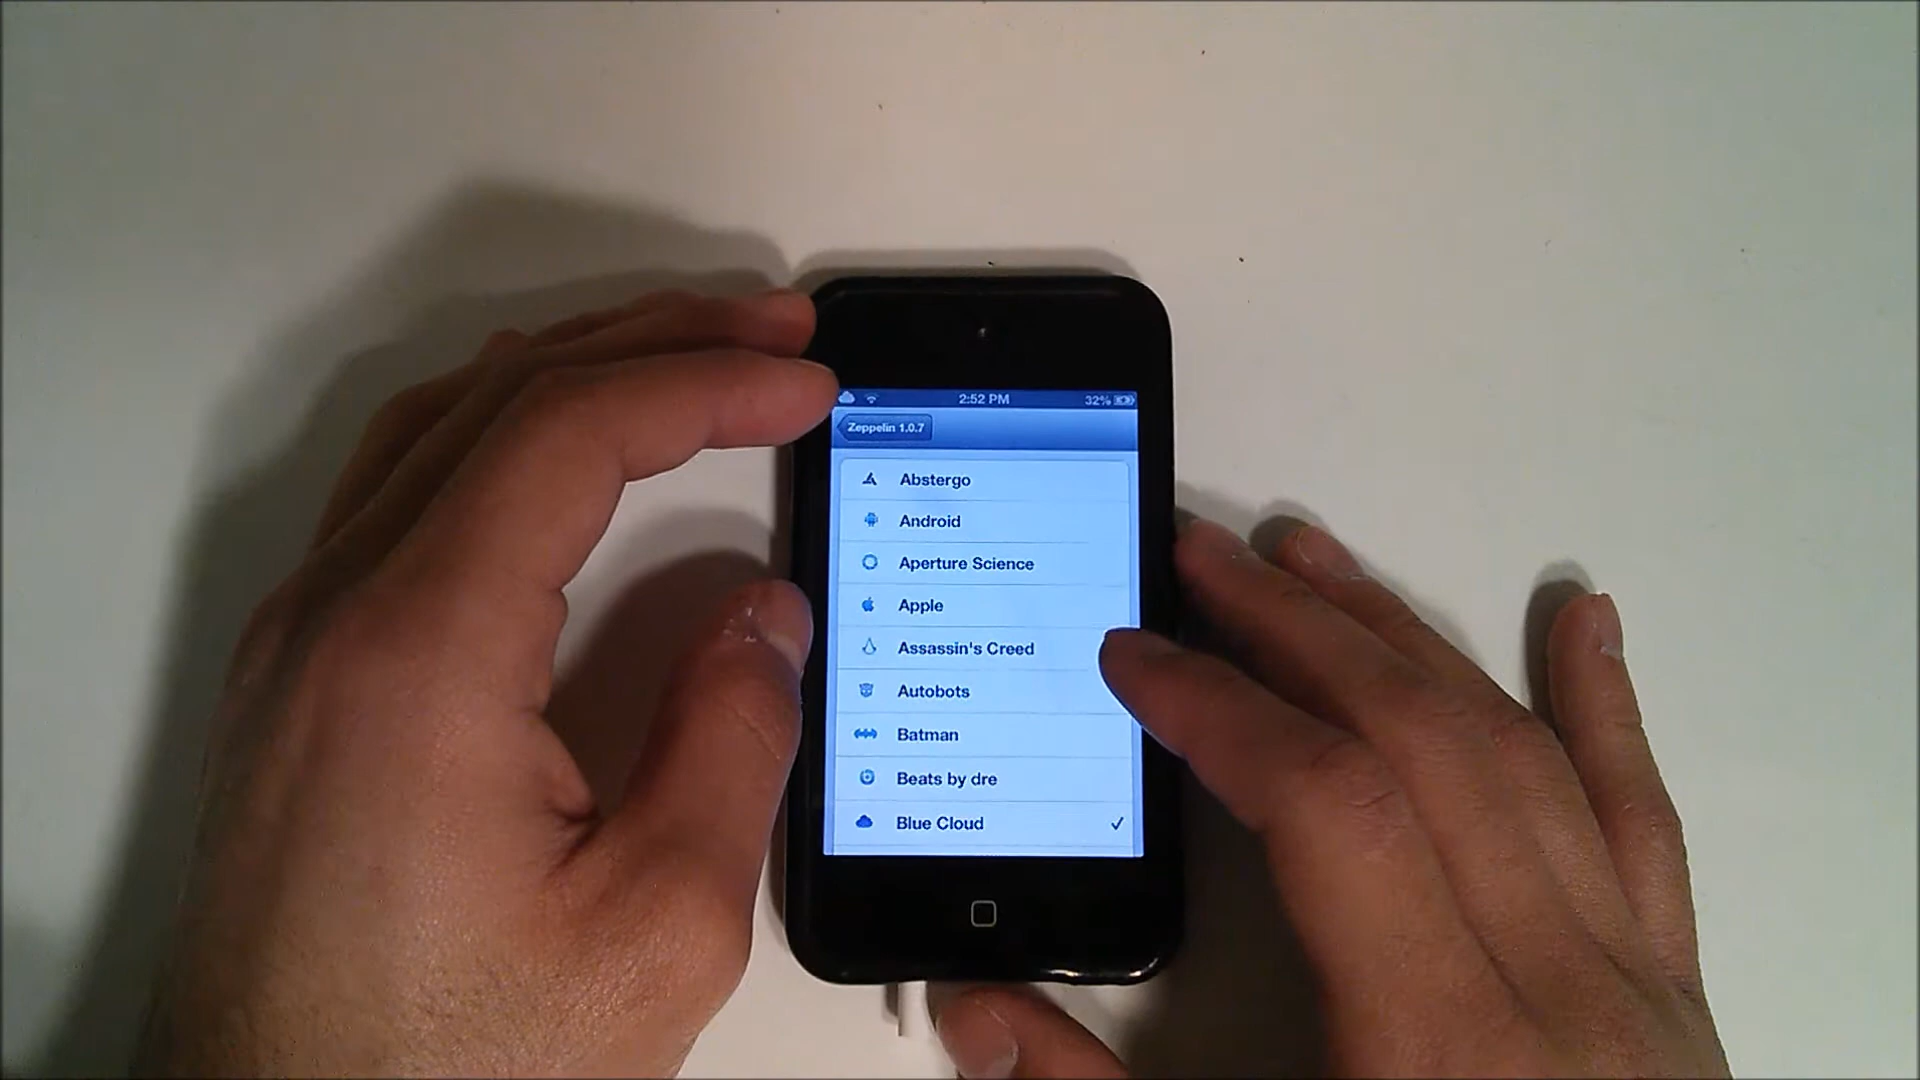 2:52 PM
32%
Zeppelin 1.0.7
Abstergo
Android
Aperture Science
Apple
Assassin's Creed
Autobots
Batman
Beats by dre
Blue Cloud